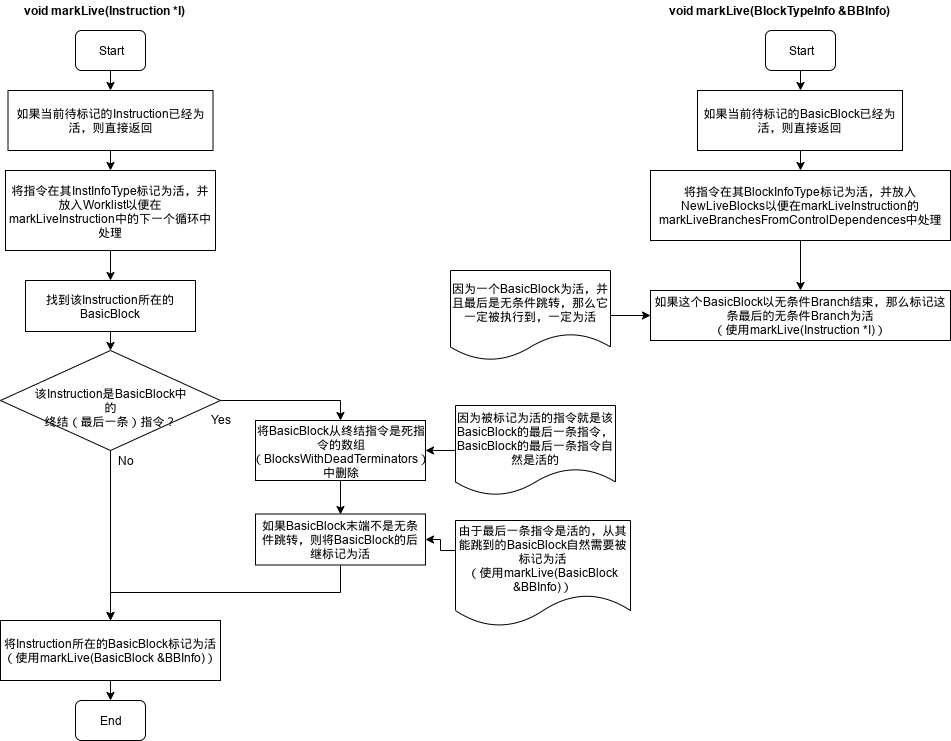 void markLive(Instruction *I)
Start
如果当前待标记的Instruction已经为
活，则直接返回
将指令在其InstInfoType标记为活，并
放入Worklist以便在
markLiveInstruction中的下一个循环中
处理
找到该Instruction所在的
BasicBlock
该Instruction是BasicBlock中
的
终结（最后一条）指令？
Yes
No
将BasicBlock从终结指令是死指
令的数组
（BlocksWithDeadTerminators）
中删除
因为被标记为活的指令就是该
BasicBlock的最后一条指令，
BasicBlock的最后一条指令自
然是活的
如果BasicBlock末端不是无条
件跳转，则将BasicBlock的后
继标记为活
由于最后一条指令是活的，从其
能跳到的BasicBlock自然需要被
标记为活
（使用markLive(BasicBlock
&BBInfo)）
将Instruction所在的BasicBlock标记为活
（使用markLive(BasicBlock &BBInfo)）
End
void markLive(BlockTypeInfo &BBInfo)
Start
如果当前待标记的BasicBlock已经为
活，则直接返回
将指令在其BlockInfoType标记为活，并放入
NewLiveBlocks以便在markLiveInstruction的
markLiveBranchesFromControlDependences中处理
因为一个BasicBlock为活，并
且最后是无条件跳转，那么它
一定被执行到，一定为活
如果这个BasicBlock以无条件Branch结束，那么标记这
条最后的无条件Branch为活
（使用markLive(Instruction *I)）